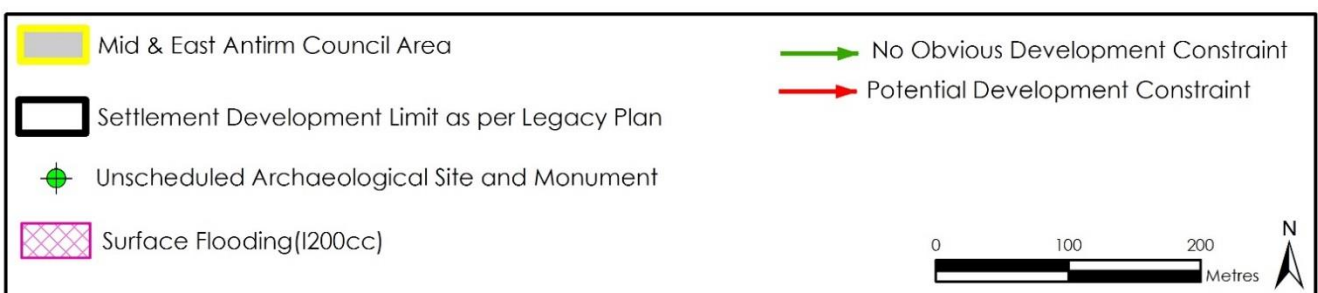 Mid & East Antirm Council Area
Settlement Development Limit as per Legacy Plan
Unscheduled Archaeological Site and Monument
Surface Flooding(I200cc)
No Obvious Development Constraint
Potential Development Constraint
0 100 200
Metres
N